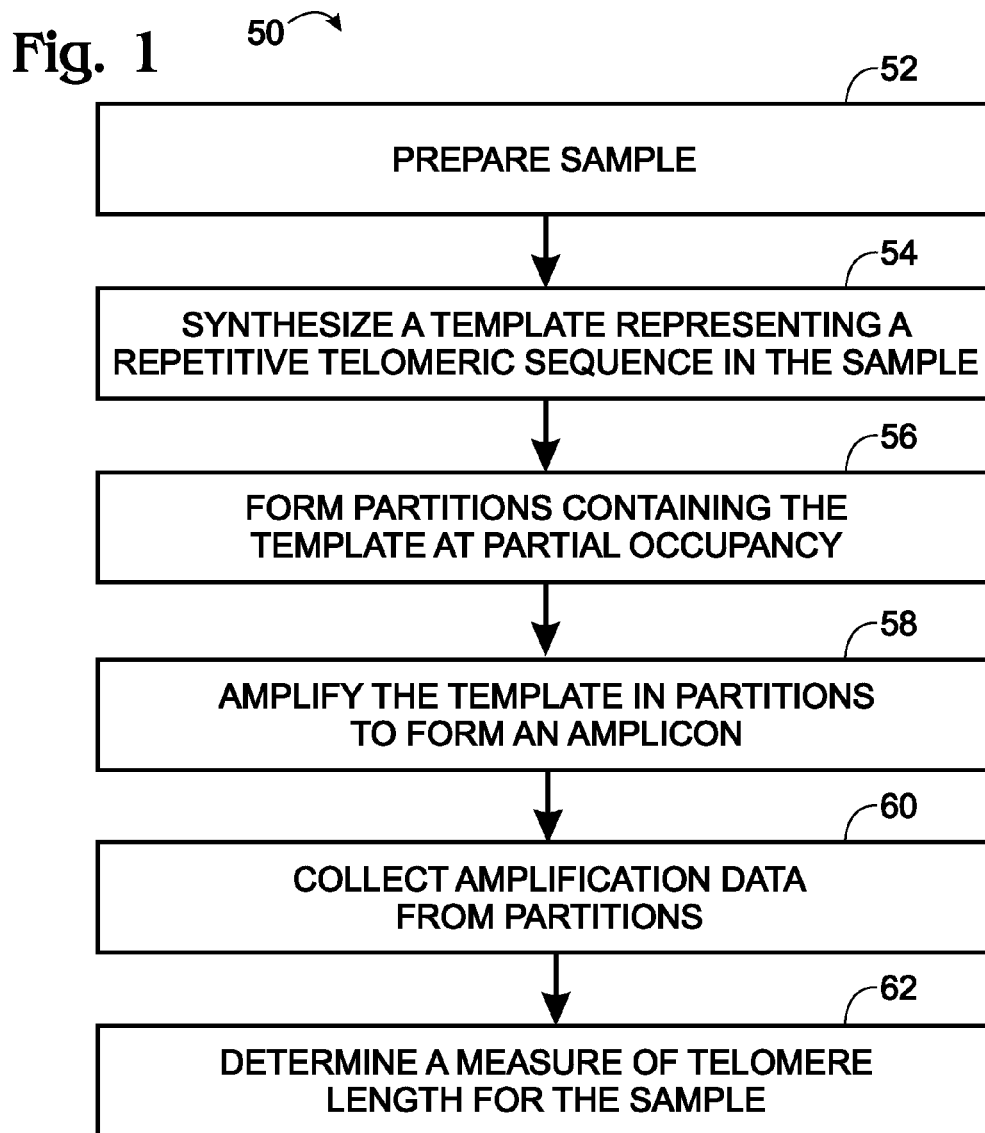 Fig. 1
50
52
PREPARE SAMPLE
54
SYNTHESIZE A TEMPLATE REPRESENTING A
REPETITIVE TELOMERIC SEQUENCE IN THE SAMPLE
56
FORM PARTITIONS CONTAINING THE
TEMPLATE AT PARTIAL OCCUPANCY
58
AMPLIFY THE TEMPLATE IN PARTITIONS
TO FORM AN AMPLICON
60
COLLECT AMPLIFICATION DATA
FROM PARTITIONS
62
DETERMINE A MEASURE OF TELOMERE
LENGTH FOR THE SAMPLE